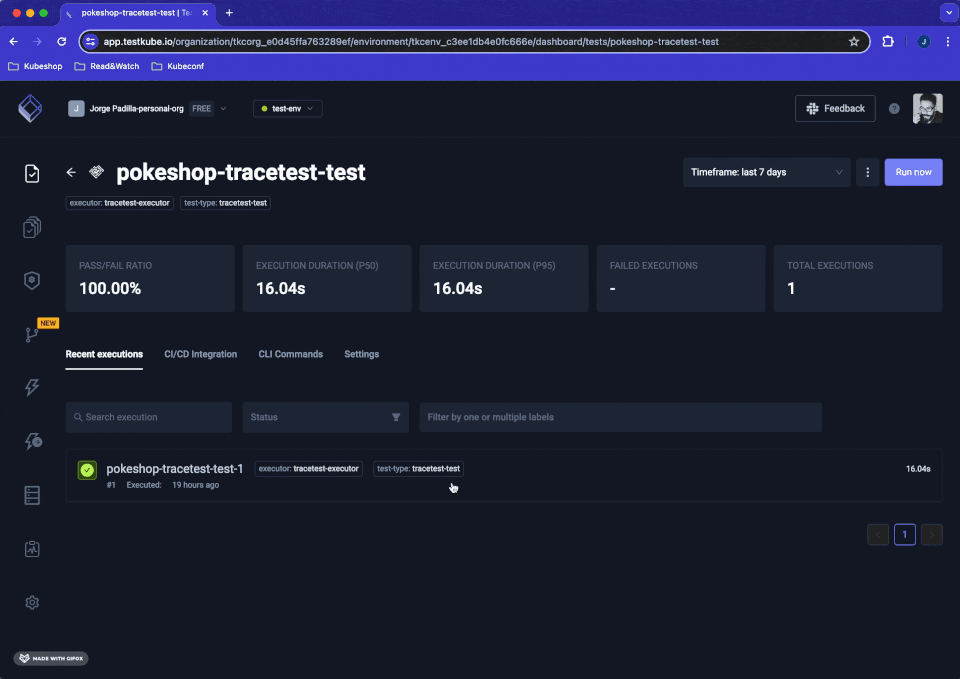 pokeshop-tracetest-test | Te
app.testkube.io/organization/tkcorg_e0d45ffa763289ef/environment/tkcenv_c3ee1db4e0fc666e/dashboard/tests/pokeshop-tracetest-test
J
Kubeshop Read&Watch Kubeconf
J Jorge Padilla-personal-org FREE test-env Feedback ?
pokeshop-tracetest-test Timeframe: last 7 days Run now
executor: tracetest-executor test-type: tracetest-test
PASS/FAIL RATIO EXECUTION DURATION (P50) EXECUTION DURATION (P95) FAILED EXECUTIONS TOTAL EXECUTIONS
100.00% 16.04s 16.04s - 1
NEW
Recent executions CI/CD Integration CLI Commands Settings
Search execution Status Filter by one or multiple labels
pokeshop-tracetest-test-1 executor: tracetest-executor test-type: tracetest-test 16.04s
#1 Executed: 19 hours ago
1
MADE WITH GIFOX